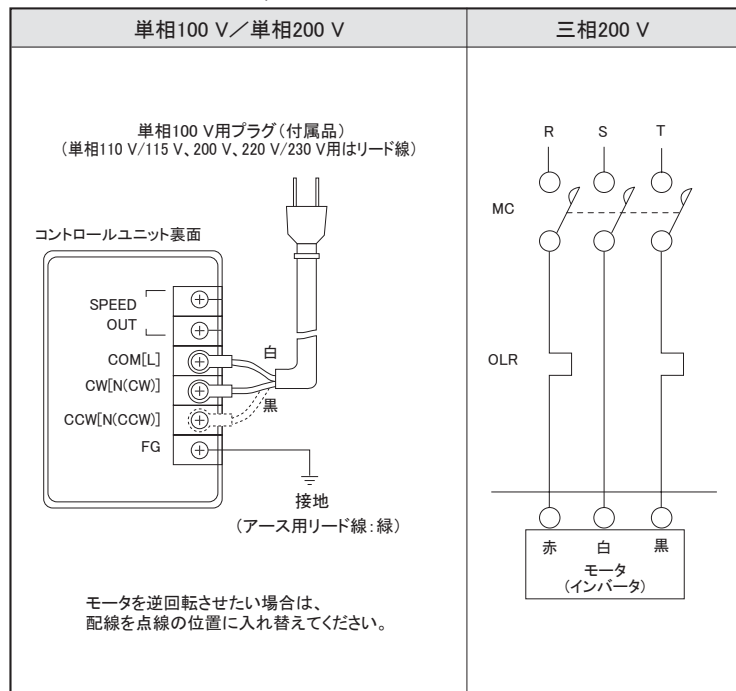 単相100 V／単相200 V
単相100 V用プラグ（付属品）
（単相110 V/115 V、200 V、220 V/230 V用はリード線）
コントロールユニット裏面
SPEED
OUT
COM[L]
CW[N(CW)]
CCW[N(CCW)]
FG
白
黒
接地
（アース用リード線：緑）
モータを逆回転させたい場合は、
配線を点線の位置に入れ替えてください。
三相200 V
R S T
MC
OLR
赤 白 黒
モータ
（インバータ）